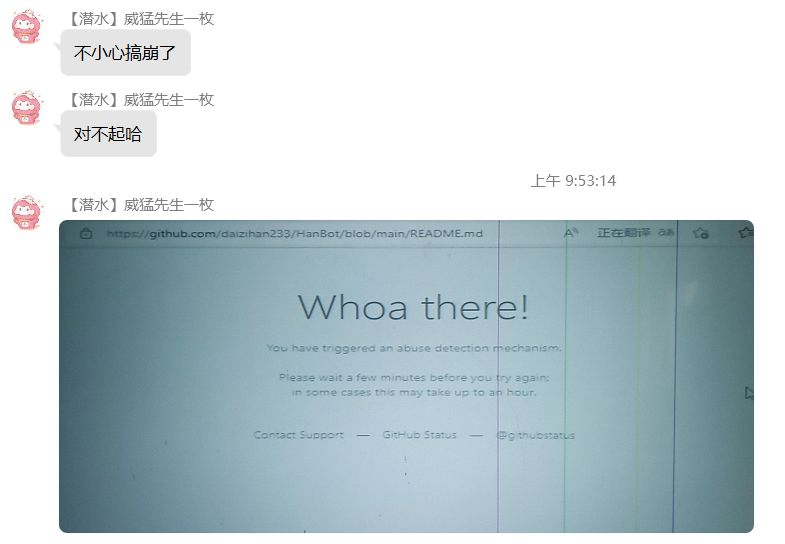 【潜水】威猛先生一枚
不小心搞崩了
【潜水】威猛先生一枚
对不起哈
上午 9:53:14
【潜水】威猛先生一枚
https://github.com/daizihan233/HanBot/blob/main/README.md 正在翻译 aあ
Whoa there!
You have triggered an abuse detection mechanism.
Please wait a few minutes before you try again;
in some cases this may take up to an hour.
Contact Support — GitHub Status — @githubstatus